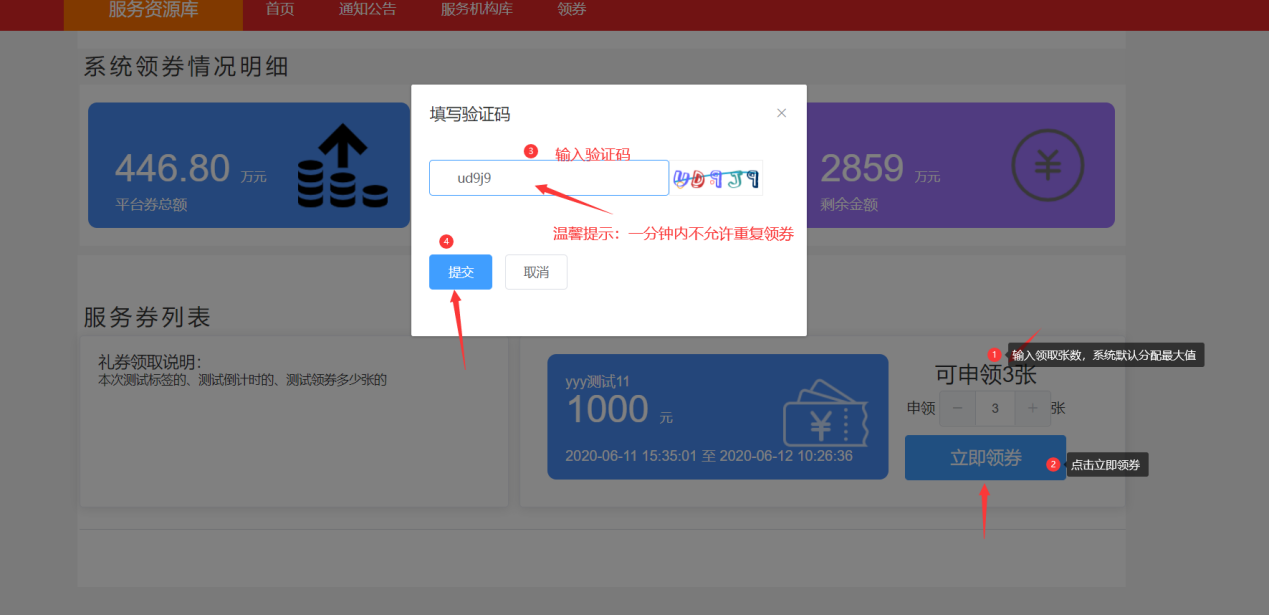 服务资源库 首页 通知公告 服务机构库 领券
系统领券情况明细
446.80 万元
平台券总额
2859 万元
剩余金额
填写验证码
×
3 输入验证码
ud9j9 UD9J9
温馨提示：一分钟内不允许重复领券
4
提交 取消
服务券列表
礼券领取说明：
本次测试标签的、测试倒计时的、测试领券多少张的
yyy测试11
1000 元
2020-06-11 15:35:01 至 2020-06-12 10:26:36
1 输入领取张数，系统默认分配最大值
可申领3张
申领 − 3 + 张
立即领券
2 点击立即领券